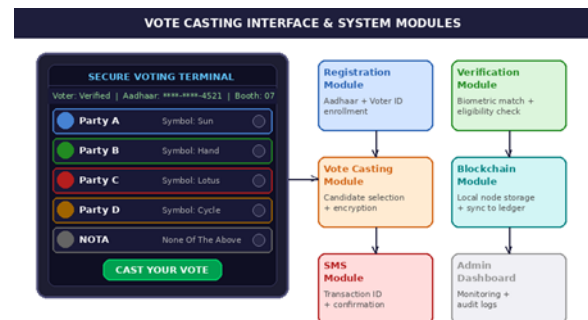 VOTE CASTING INTERFACE & SYSTEM MODULES
SECURE VOTING TERMINAL
Voter: Verified | Aadhaar: ****-****-4521 | Booth: 07
Party A Symbol: Sun
Party B Symbol: Hand
Party C Symbol: Lotus
Party D Symbol: Cycle
NOTA None Of The Above
CAST YOUR VOTE
Registration
Module
Aadhaar + Voter ID
enrollment
Verification
Module
Biometric match +
eligibility check
Vote Casting
Module
Candidate selection
+ encryption
Blockchain
Module
Local node storage
+ sync to ledger
SMS
Module
Transaction ID
+ confirmation
Admin
Dashboard
Monitoring +
audit logs